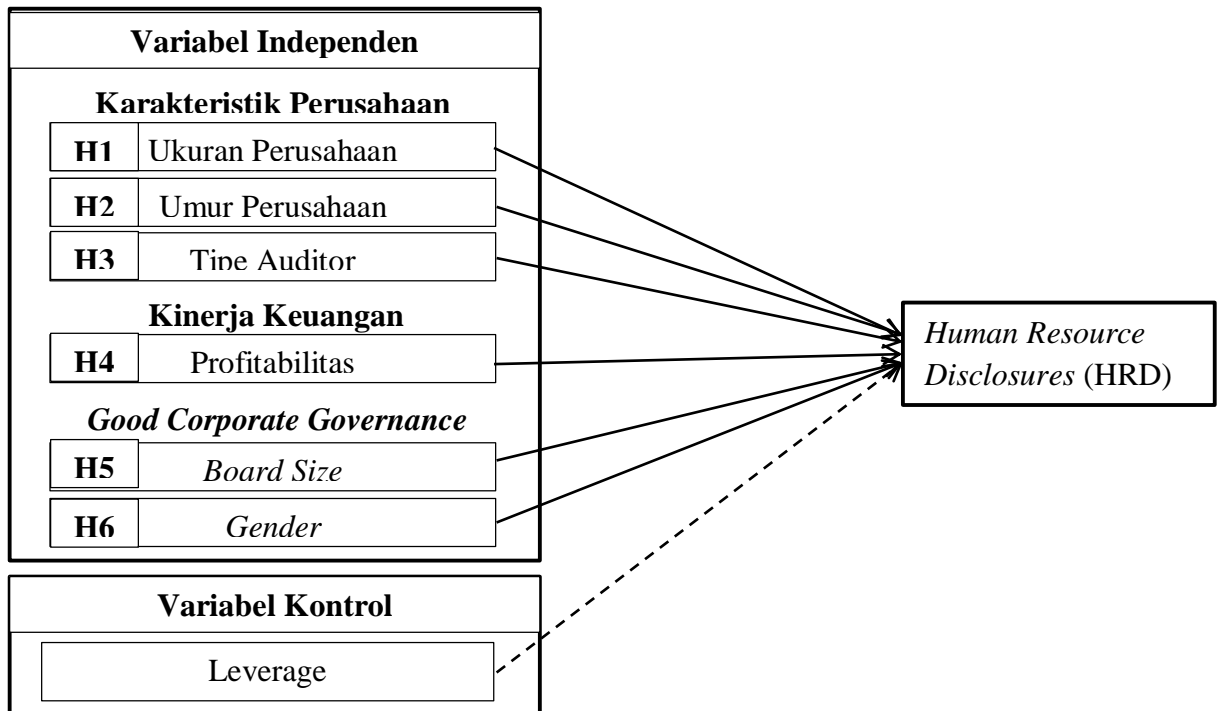 Variabel Independen
Karakteristik Perusahaan
H1 Ukuran Perusahaan
H2 Umur Perusahaan
H3 Tipe Auditor
Kinerja Keuangan
H4 Profitabilitas
Good Corporate Governance
H5 Board Size
H6 Gender
Human Resource
Disclosures (HRD)
Variabel Kontrol
Leverage